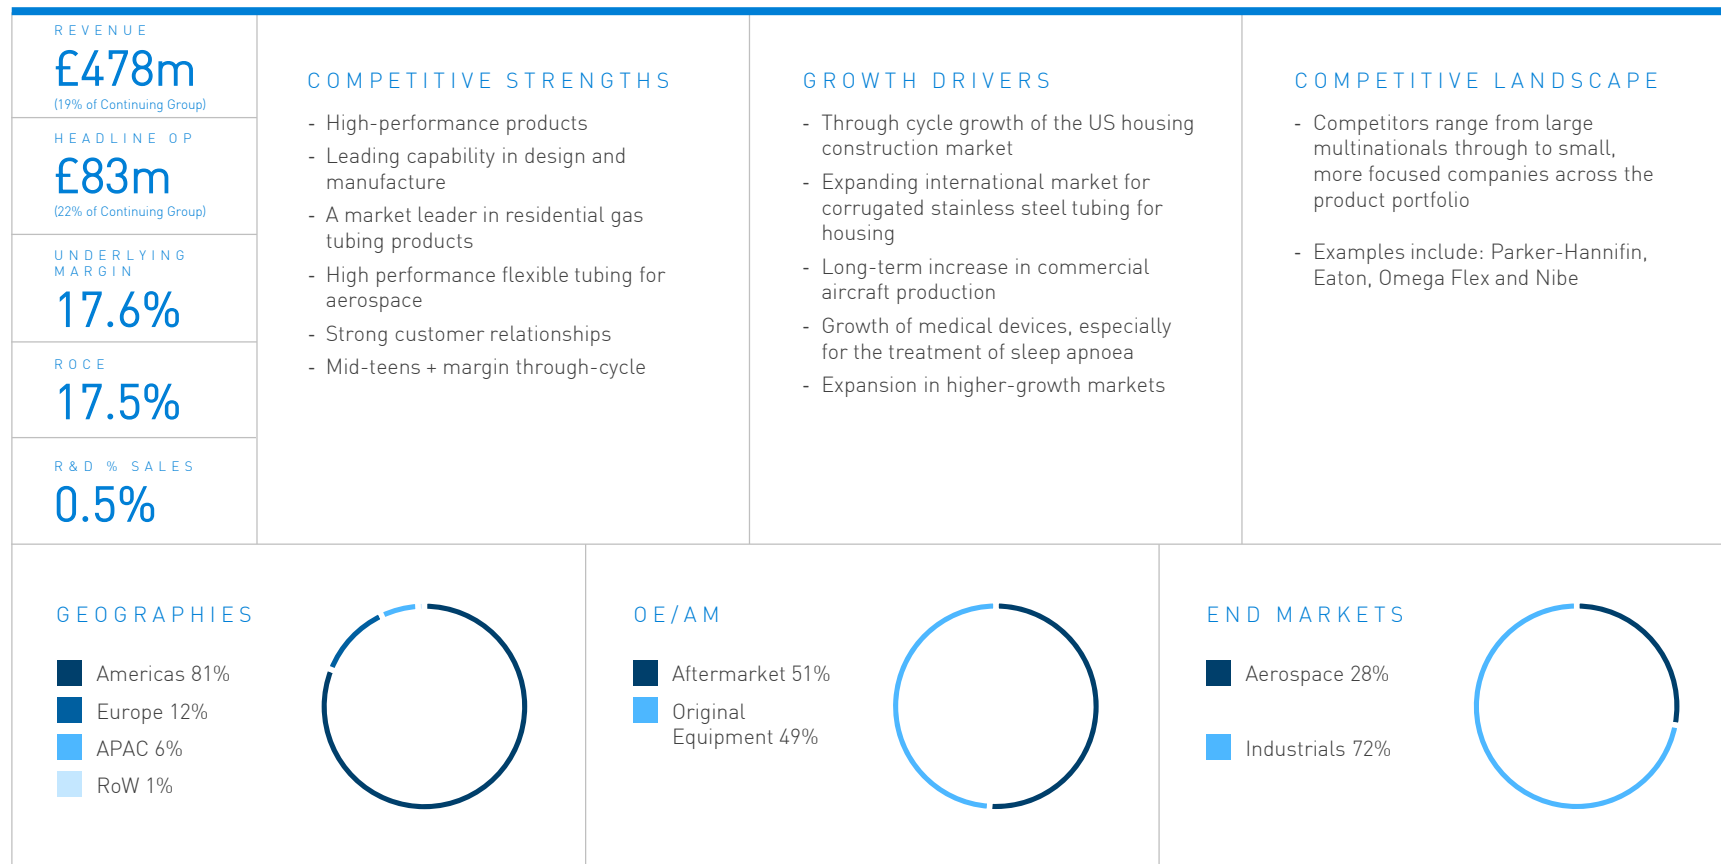 REVENUE
£478m
(19% of Continuing Group)
HEADLINE OP
£83m
(22% of Continuing Group)
UNDERLYING
MARGIN
17.6%
ROCE
17.5%
R&D % SALES
0.5%
COMPETITIVE STRENGTHS
- High-performance products
- Leading capability in design and
manufacture
- A market leader in residential gas
tubing products
- High performance flexible tubing for
aerospace
- Strong customer relationships
- Mid-teens + margin through-cycle
GROWTH DRIVERS
- Through cycle growth of the US housing
construction market
- Expanding international market for
corrugated stainless steel tubing for
housing
- Long-term increase in commercial
aircraft production
- Growth of medical devices, especially
for the treatment of sleep apnoea
- Expansion in higher-growth markets
COMPETITIVE LANDSCAPE
- Competitors range from large
multinationals through to small,
more focused companies across the
product portfolio
- Examples include: Parker-Hannifin,
Eaton, Omega Flex and Nibe
GEOGRAPHIES
Americas 81%
Europe 12%
APAC 6%
RoW 1%
OE/AM
Aftermarket 51%
Original
Equipment 49%
END MARKETS
Aerospace 28%
Industrials 72%